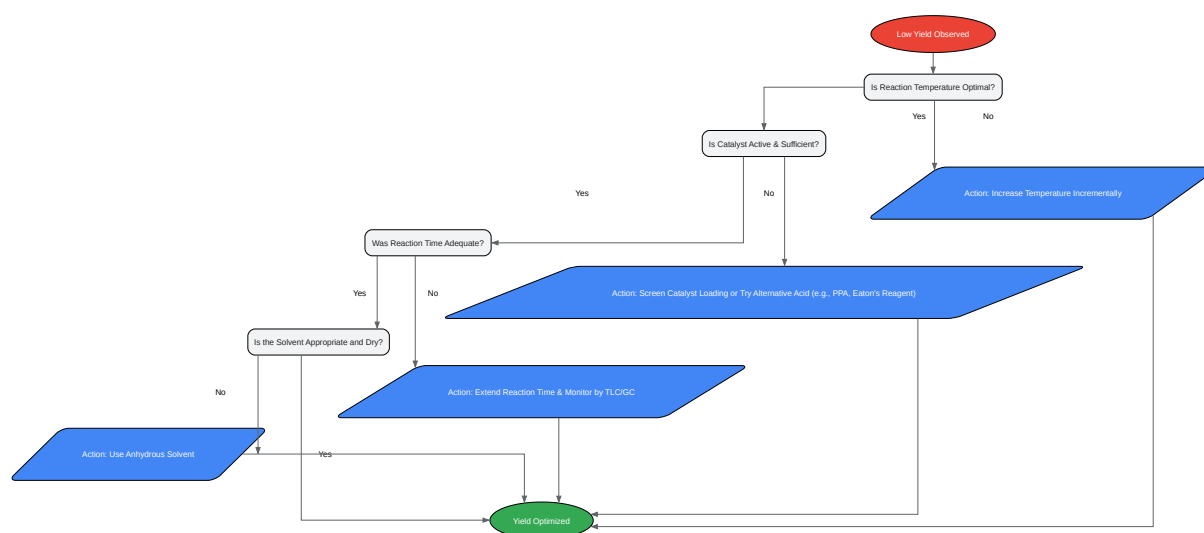 Low Yield Observed
Is Reaction Temperature Optimal?
Yes
No
Is Catalyst Active & Sufficient?
Yes
No
Action: Increase Temperature Incrementally
Was Reaction Time Adequate?
Yes
No
Action: Screen Catalyst Loading or Try Alternative Acid (e.g., PPA, Eaton's Reagent)
Is the Solvent Appropriate and Dry?
No
Action: Extend Reaction Time & Monitor by TLC/GC
Action: Use Anhydrous Solvent
Yes
Yield Optimized